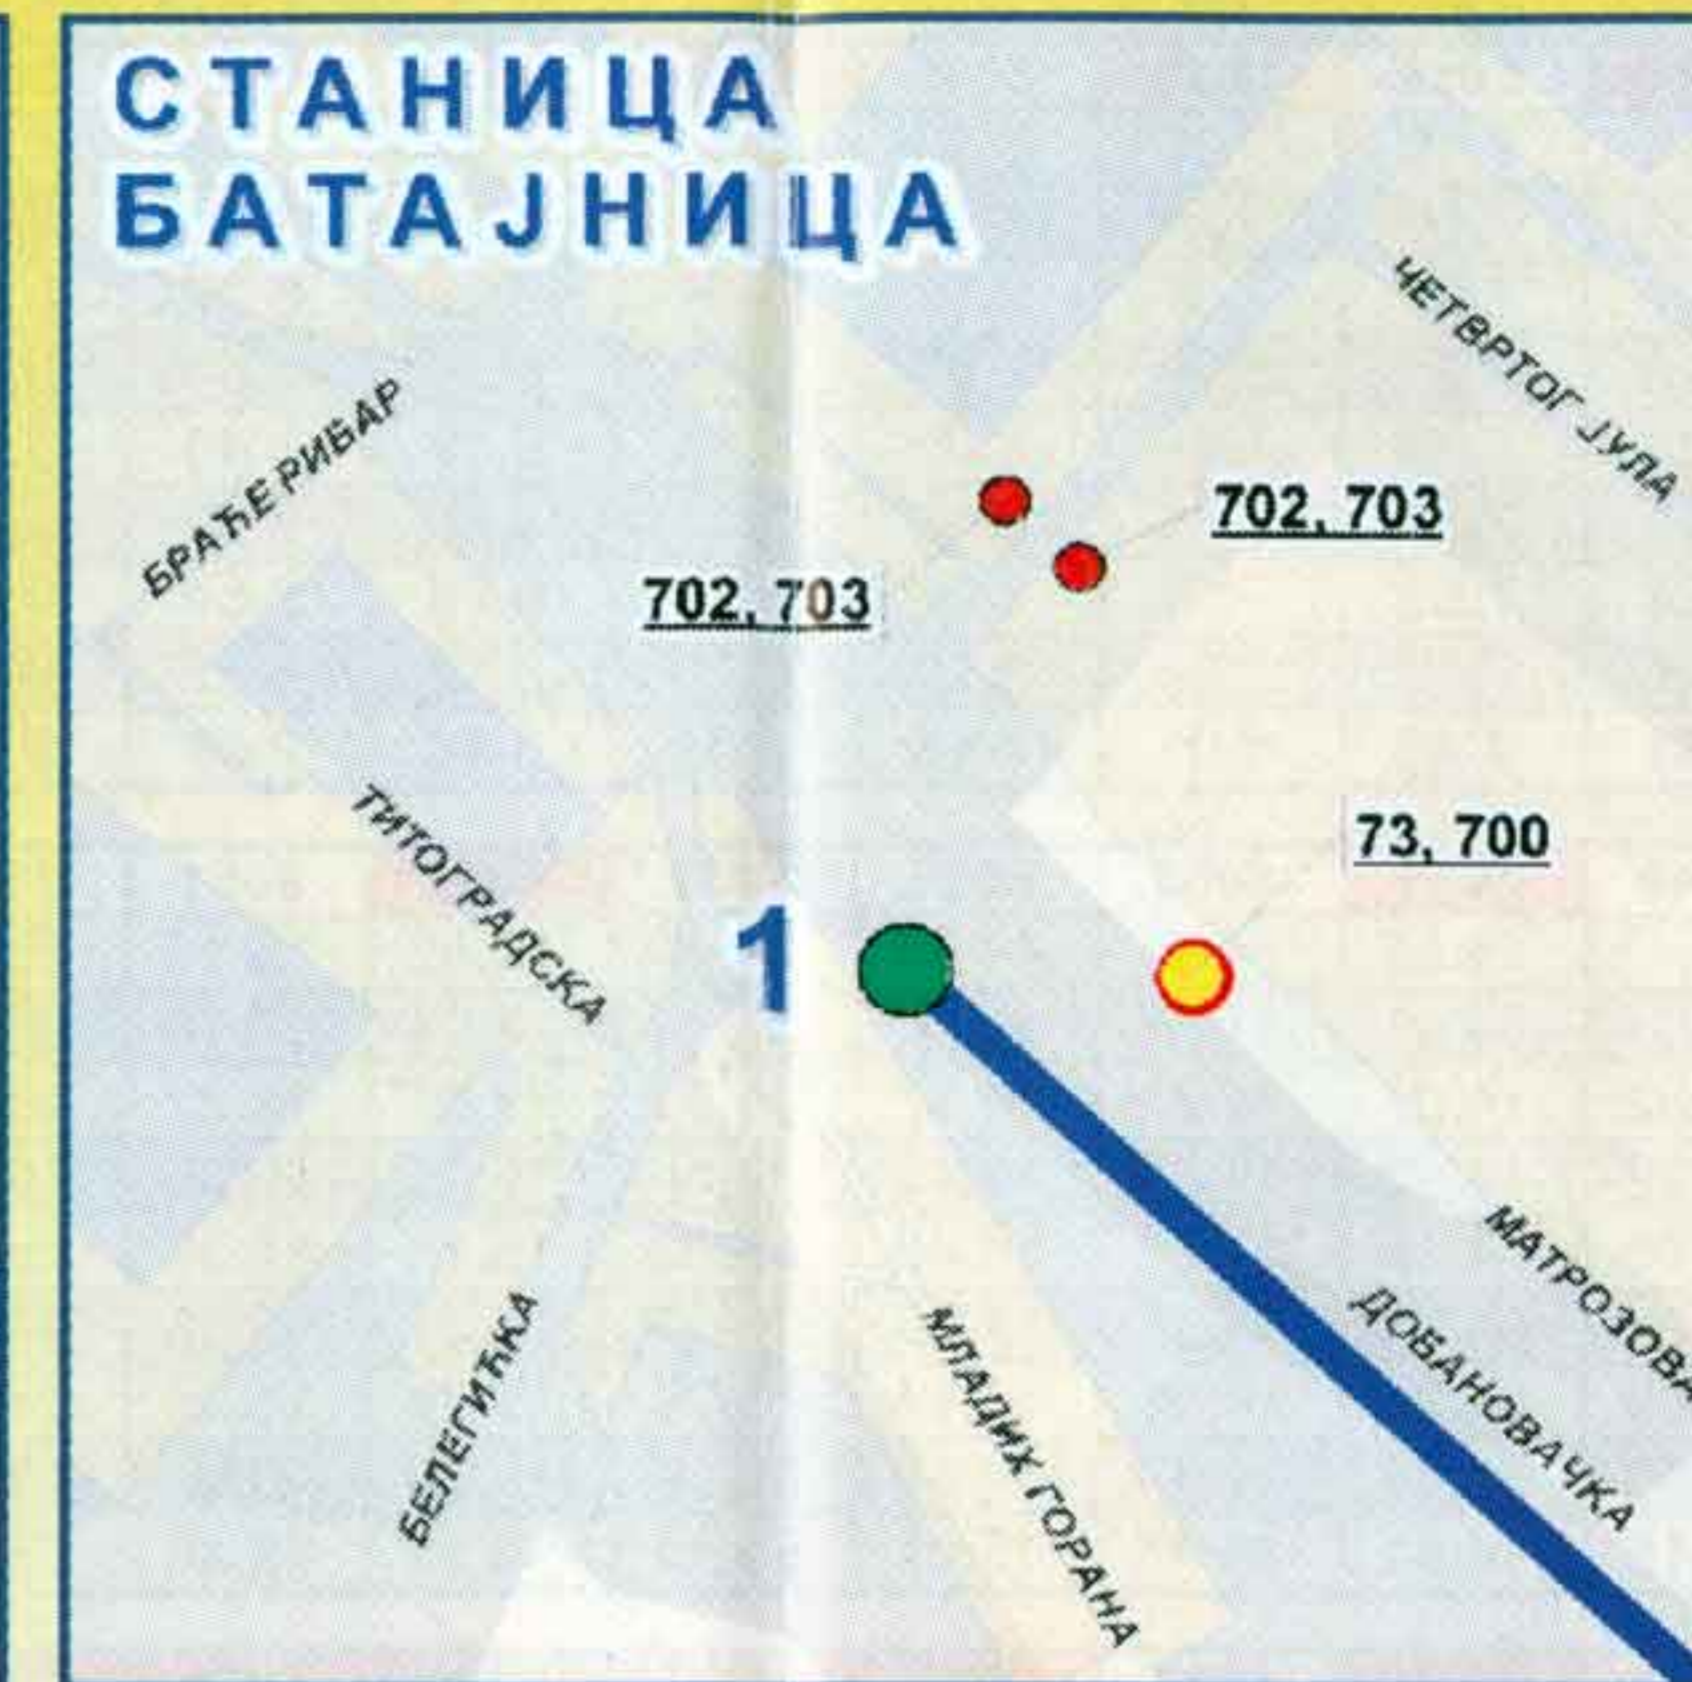 СТАНИЦА
БАТАЈНИЦА
ЧЕТВРТОГ ЈУЛА
БРАЋЕ РИБАР
702, 703
702, 703
ТИТОГРАДСКА
73, 700
1
МАТРОЗОВА
ДОБАНОВАЧКА
БЕЛЕГИЋКА
МЛАДИХ ГОРАНА